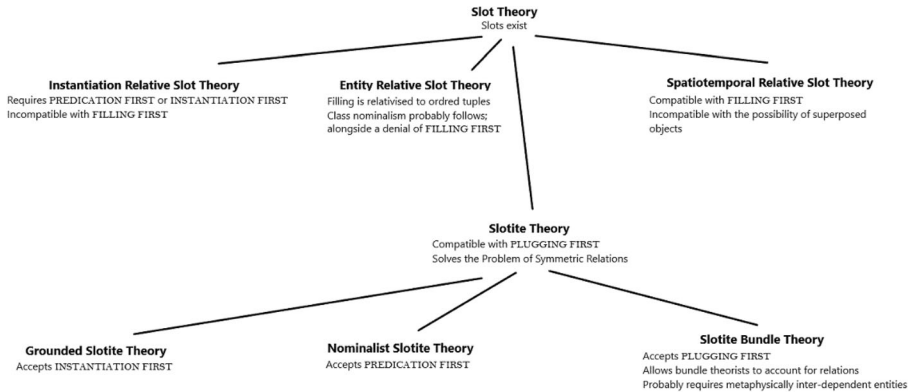 Slot Theory
Slots exist
Instantiation Relative Slot Theory
Requires PREDICATION FIRST or INSTANTIATION FIRST
Incompatible with FILLING FIRST
Entity Relative Slot Theory
Filling is relativised to ordred tuples
Class nominalism probably follows;
alongside a denial of FILLING FIRST
Spatiotemporal Relative Slot Theory
Compatible with FILLING FIRST
Incompatible with the possibility of superposed
objects
Slotite Theory
Compatible with PLUGGING FIRST
Solves the Problem of Symmetric Relations
Grounded Slotite Theory
Accepts INSTANTIATION FIRST
Nominalist Slotite Theory
Accepts PREDICATION FIRST
Slotite Bundle Theory
Accepts PLUGGING FIRST
Allows bundle theorists to account for relations
Probably requires metaphysically inter-dependent entities